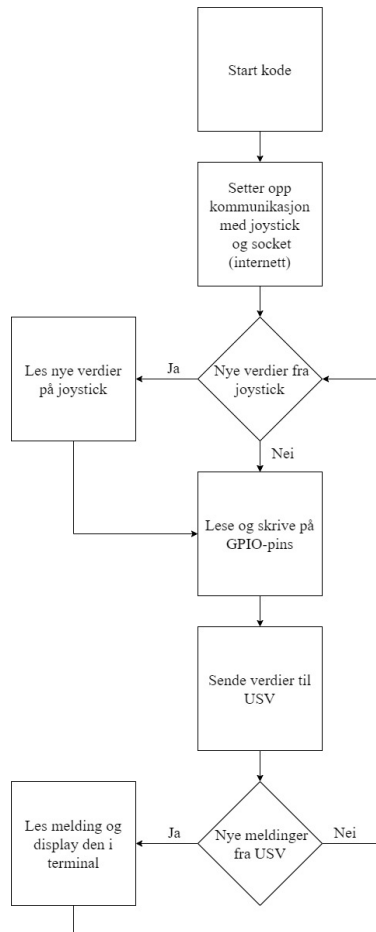 Start kode
Setter opp
kommunikasjon
med joystick
og socket
(internett)
Les nye verdier
på joystick
Ja
Nye verdier fra
joystick
Nei
Lese og skrive på
GPIO-pins
Sende verdier til
USV
Les melding og
display den i
terminal
Ja
Nye meldinger
fra USV
Nei